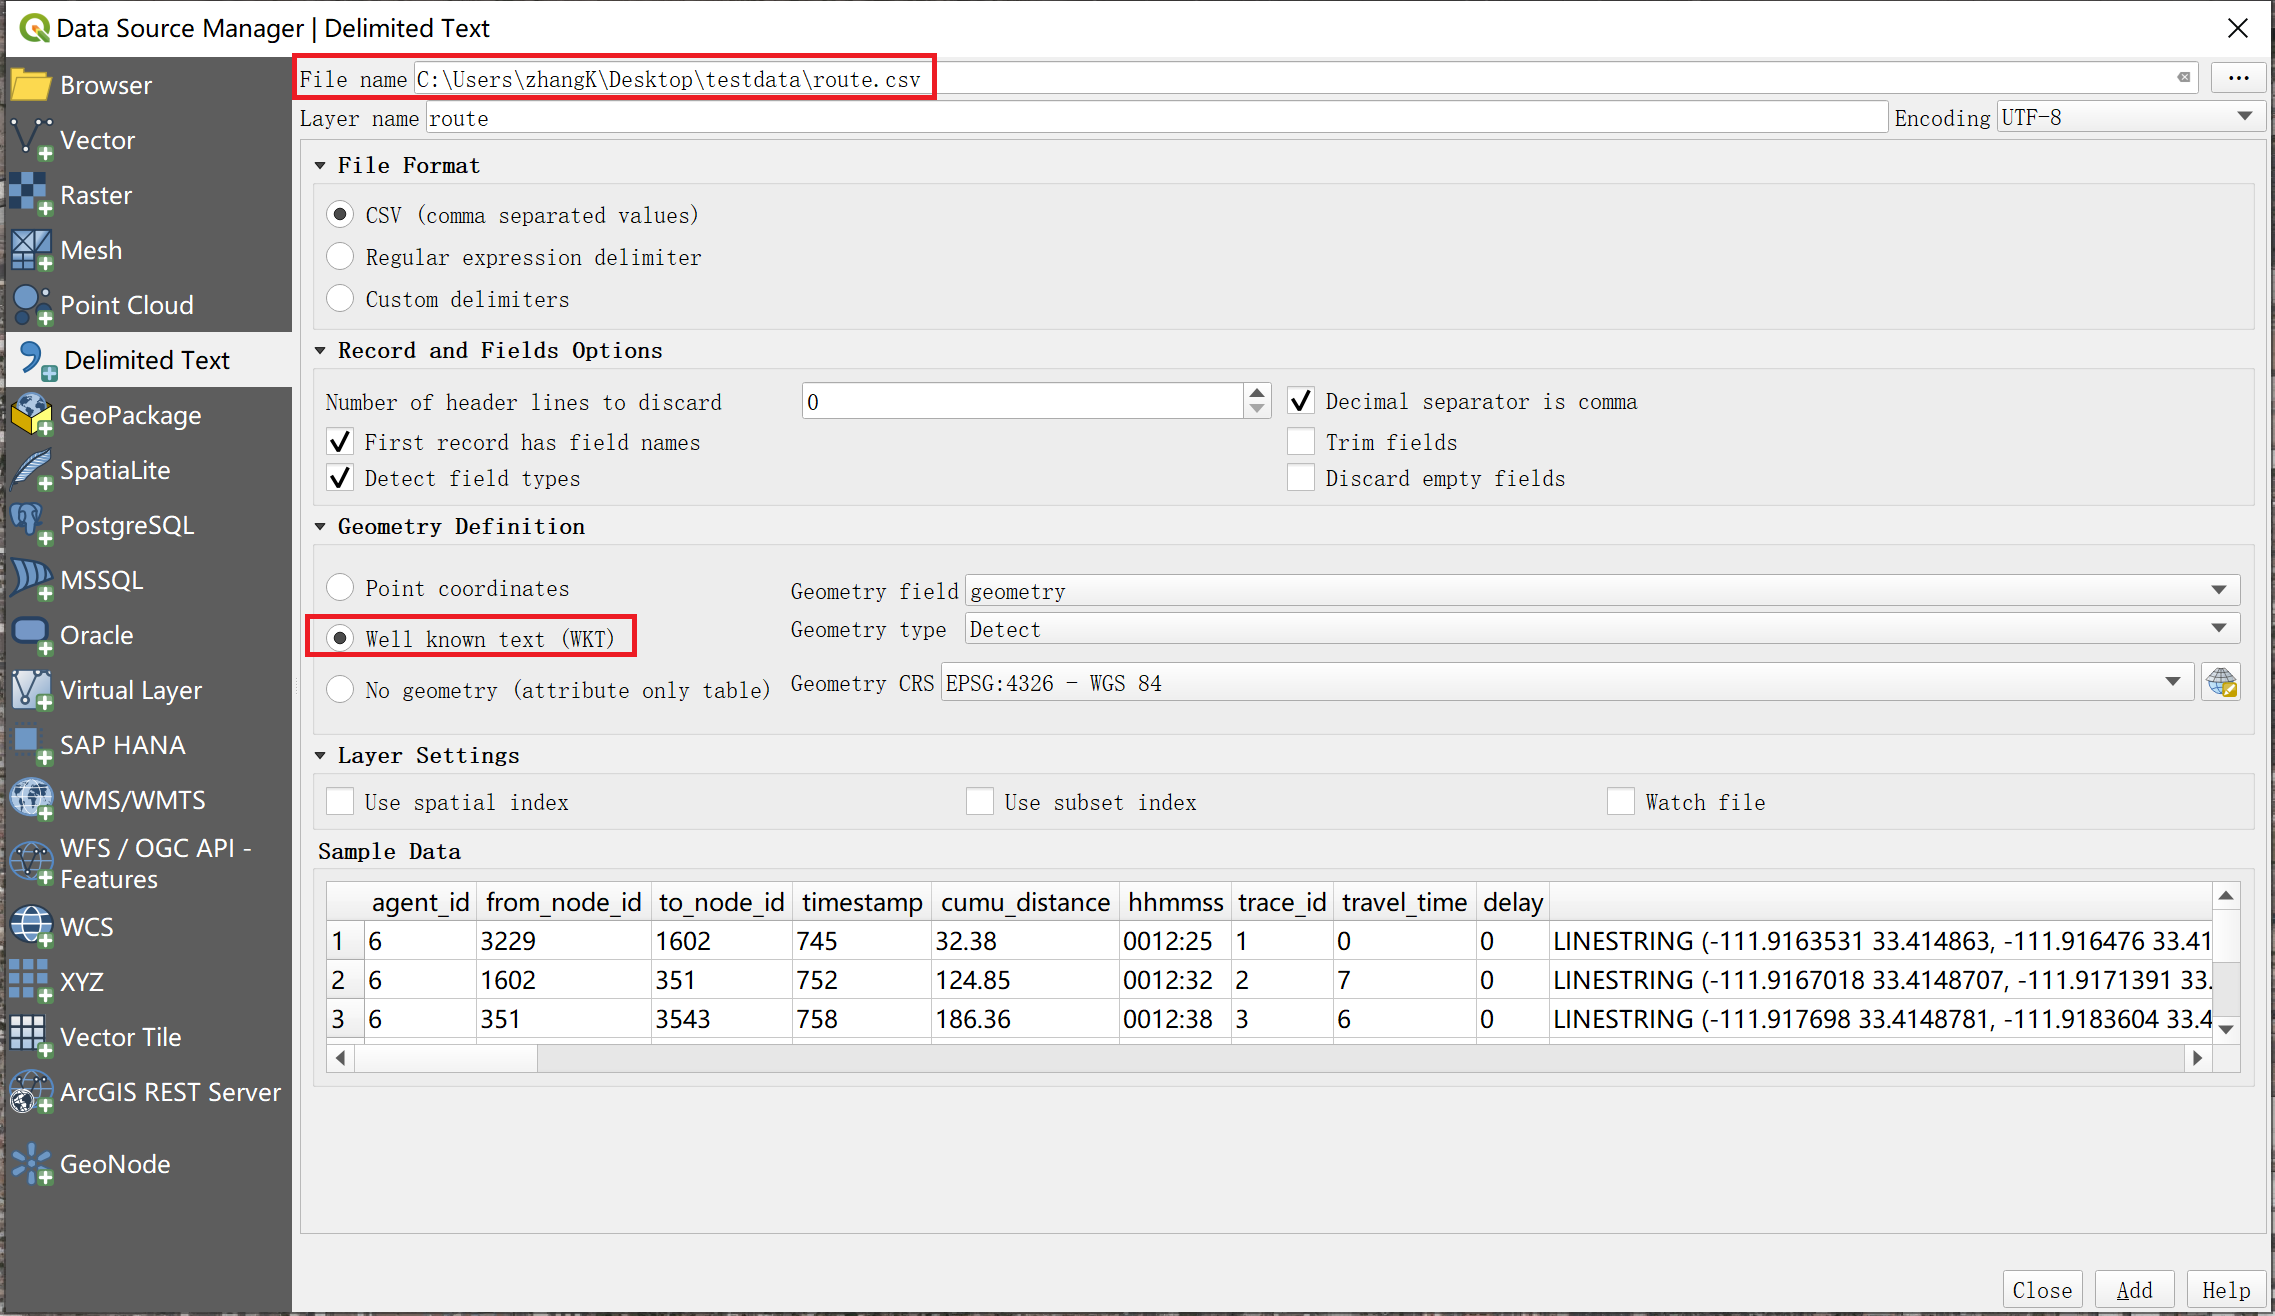 Data Source Manager | Delimited Text
Browser
Vector
Raster
Mesh
Point Cloud
Delimited Text
GeoPackage
SpatiaLite
PostgreSQL
MSSQL
Oracle
Virtual Layer
SAP HANA
WMS/WMTS
WFS / OGC API -
Features
WCS
XYZ
Vector Tile
ArcGIS REST Server
GeoNode
File name C:\Users\zhangK\Desktop\testdata\route.csv ...
Layer name route Encoding UTF-8
File Format
CSV (comma separated values)
Regular expression delimiter
Custom delimiters
Record and Fields Options
Number of header lines to discard 0 Decimal separator is comma
First record has field names Trim fields
Detect field types Discard empty fields
Geometry Definition
Point coordinates Geometry field geometry
Well known text (WKT) Geometry type Detect
No geometry (attribute only table) Geometry CRS EPSG:4326 - WGS 84
Layer Settings
Use spatial index Use subset index Watch file
Sample Data
agent_id from_node_id to_node_id timestamp cumu_distance hhmmss trace_id travel_time delay
1 6 3229 1602 745 32.38 0012:25 1 0 0 LINESTRING (-111.9163531 33.414863, -111.916476 33.41
2 6 1602 351 752 124.85 0012:32 2 7 0 LINESTRING (-111.9167018 33.4148707, -111.9171391 33.
3 6 351 3543 758 186.36 0012:38 3 6 0 LINESTRING (-111.917698 33.4148781, -111.9183604 33.4
Close Add Help